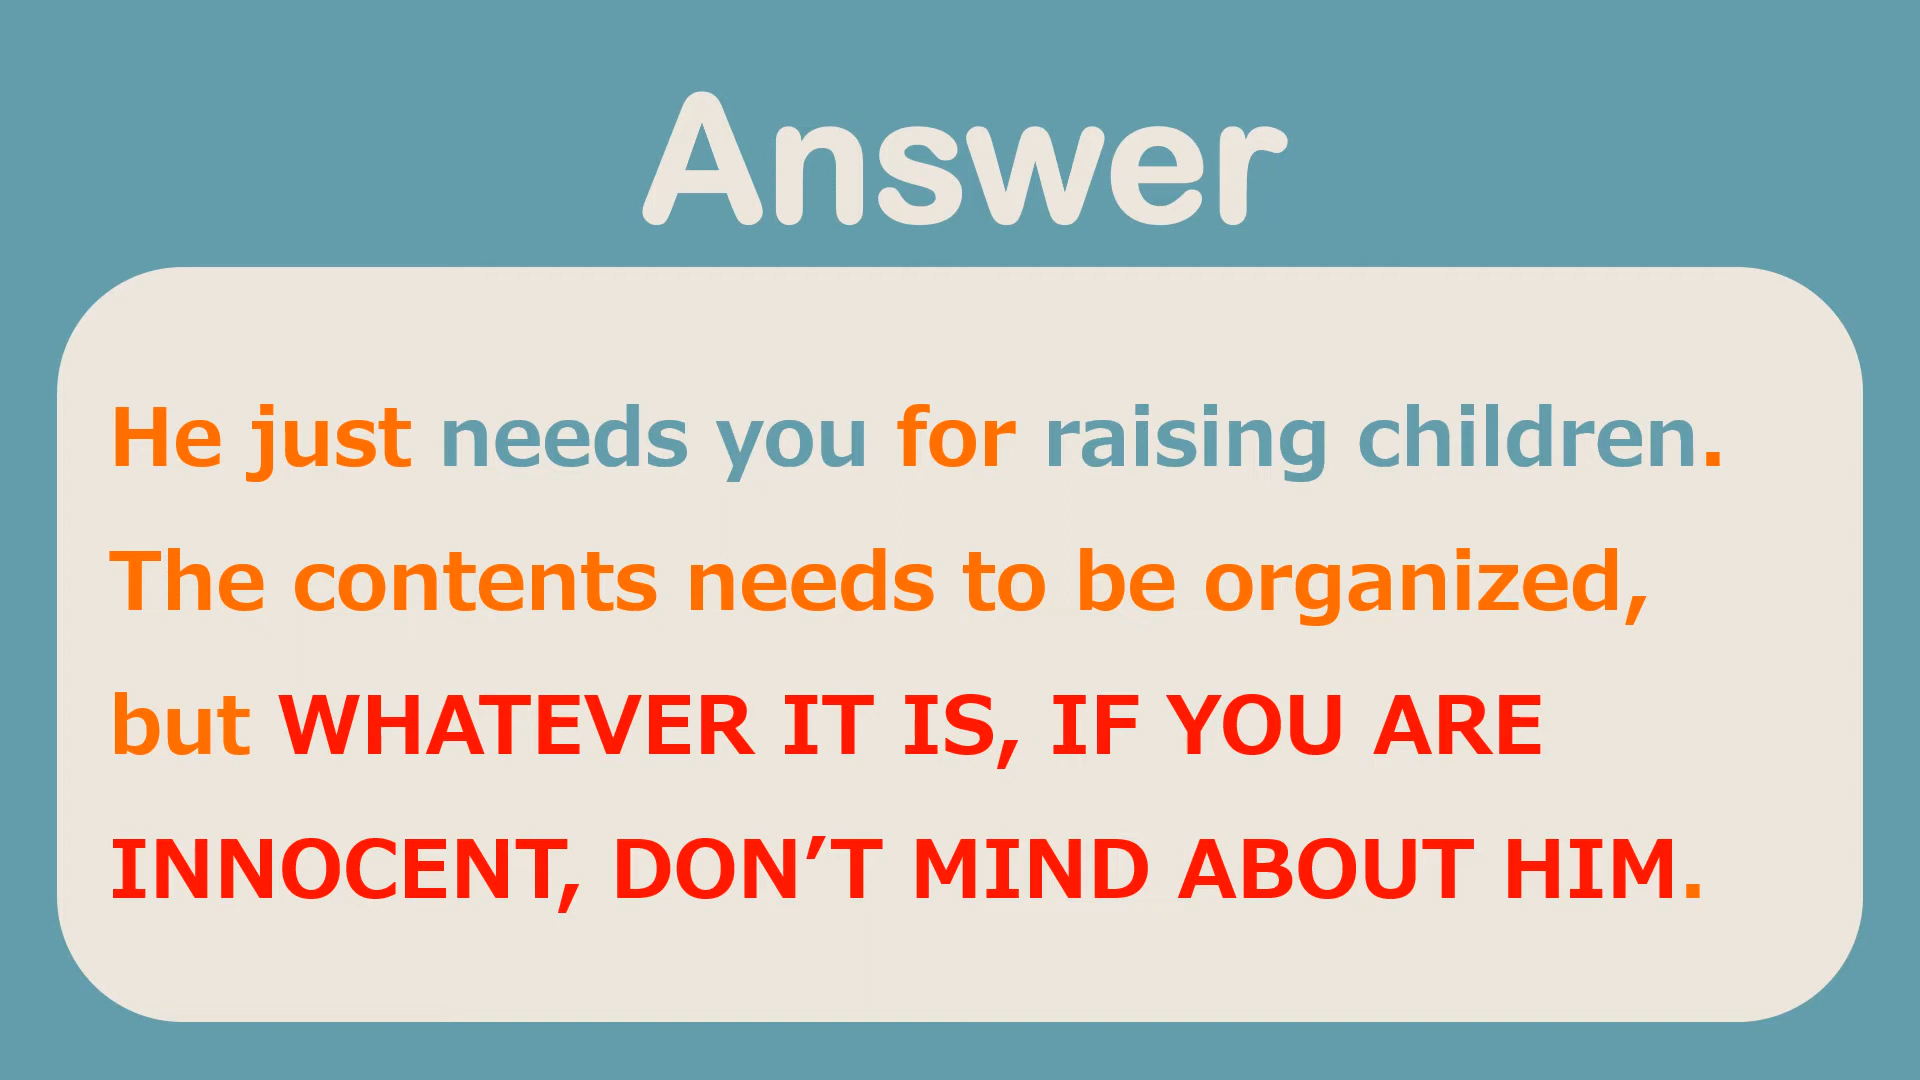 Answer
He just needs you for raising children.
The contents needs to be organized,
but WHATEVER IT IS, IF YOU ARE
INNOCENT, DON’T MIND ABOUT HIM.